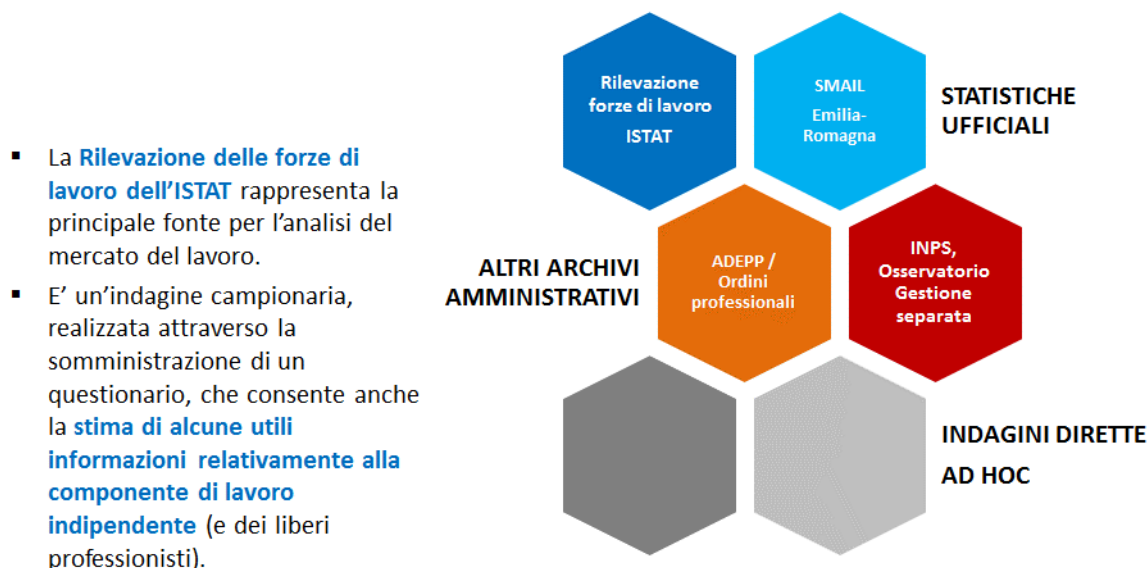 ▪ La Rilevazione delle forze di
lavoro dell'ISTAT rappresenta la
principale fonte per l'analisi del
mercato del lavoro.
▪ E' un'indagine campionaria,
realizzata attraverso la
somministrazione di un
questionario, che consente anche
la stima di alcune utili
informazioni relativamente alla
componente di lavoro
indipendente (e dei liberi
professionisti).
Rilevazione
forze di lavoro
ISTAT
SMAIL
Emilia-
Romagna
STATISTICHE
UFFICIALI
ALTRI ARCHIVI
AMMINISTRATIVI
ADEPP /
Ordini
professionali
INPS,
Osservatorio
Gestione
separata
INDAGINI DIRETTE
AD HOC